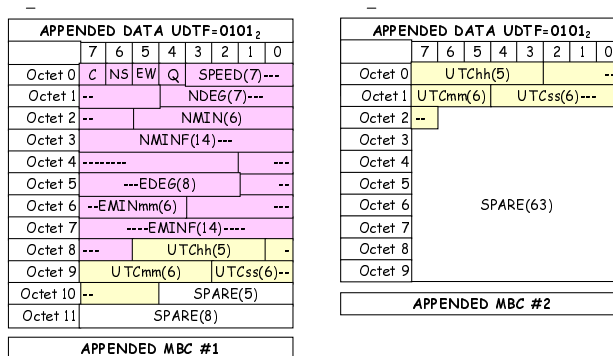 APPENDED DATA UDTF=0101₂
7 6 5 4 3 2 1 0
Octet 0 C NS EW Q SPEED(7)---
Octet 1 -- NDEG(7)---
Octet 2 -- NMIN(6)
Octet 3 NMINF(14)---
Octet 4 -------- ---
Octet 5 ---EDEG(8) --
Octet 6 --EMINmm(6) ---
Octet 7 ----EMINF(14)----
Octet 8 --- UTChh(5) -
Octet 9 UTCmm(6) UTCss(6)--
Octet 10 -- SPARE(5)
Octet 11 SPARE(8)
APPENDED MBC #1
APPENDED DATA UDTF=0101₂
7 6 5 4 3 2 1 0
Octet 0 UTChh(5) --
Octet 1 UTCmm(6) UTCss(6)---
Octet 2 --
Octet 3
Octet 4
Octet 5
Octet 6 SPARE(63)
Octet 7
Octet 8
Octet 9
APPENDED MBC #2